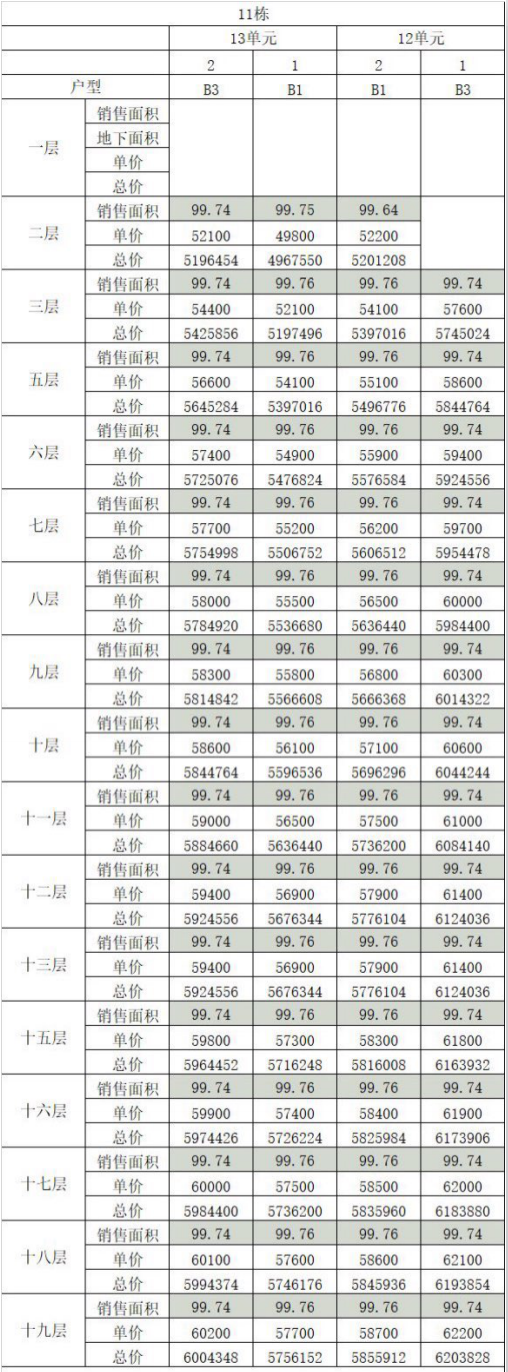 11栋
13单元 12单元
2 1 2 1
户型 B3 B1 B1 B3
一层 销售面积
地下面积
单价
总价
二层 销售面积 99.74 99.75 99.64
单价 52100 49800 52200
总价 5196454 4967550 5201208
三层 销售面积 99.74 99.76 99.76 99.74
单价 54400 52100 54100 57600
总价 5425856 5197496 5397016 5745024
五层 销售面积 99.74 99.76 99.76 99.74
单价 56600 54100 55100 58600
总价 5645284 5397016 5496776 5844764
六层 销售面积 99.74 99.76 99.76 99.74
单价 57400 54900 55900 59400
总价 5725076 5476824 5576584 5924556
七层 销售面积 99.74 99.76 99.76 99.74
单价 57700 55200 56200 59700
总价 5754998 5506752 5606512 5954478
八层 销售面积 99.74 99.76 99.76 99.74
单价 58000 55500 56500 60000
总价 5784920 5536680 5636440 5984400
九层 销售面积 99.74 99.76 99.76 99.74
单价 58300 55800 56800 60300
总价 5814842 5566608 5666368 6014322
十层 销售面积 99.74 99.76 99.76 99.74
单价 58600 56100 57100 60600
总价 5844764 5596536 5696296 6044244
十一层 销售面积 99.74 99.76 99.76 99.74
单价 59000 56500 57500 61000
总价 5884660 5636440 5736200 6084140
十二层 销售面积 99.74 99.76 99.76 99.74
单价 59400 56900 57900 61400
总价 5924556 5676344 5776104 6124036
十三层 销售面积 99.74 99.76 99.76 99.74
单价 59400 56900 57900 61400
总价 5924556 5676344 5776104 6124036
十五层 销售面积 99.74 99.76 99.76 99.74
单价 59800 57300 58300 61800
总价 5964452 5716248 5816008 6163932
十六层 销售面积 99.74 99.76 99.76 99.74
单价 59900 57400 58400 61900
总价 5974426 5726224 5825984 6173906
十七层 销售面积 99.74 99.76 99.76 99.74
单价 60000 57500 58500 62000
总价 5984400 5736200 5835960 6183880
十八层 销售面积 99.74 99.76 99.76 99.74
单价 60100 57600 58600 62100
总价 5994374 5746176 5845936 6193854
十九层 销售面积 99.74 99.76 99.76 99.74
单价 60200 57700 58700 62200
总价 6004348 5756152 5855912 6203828